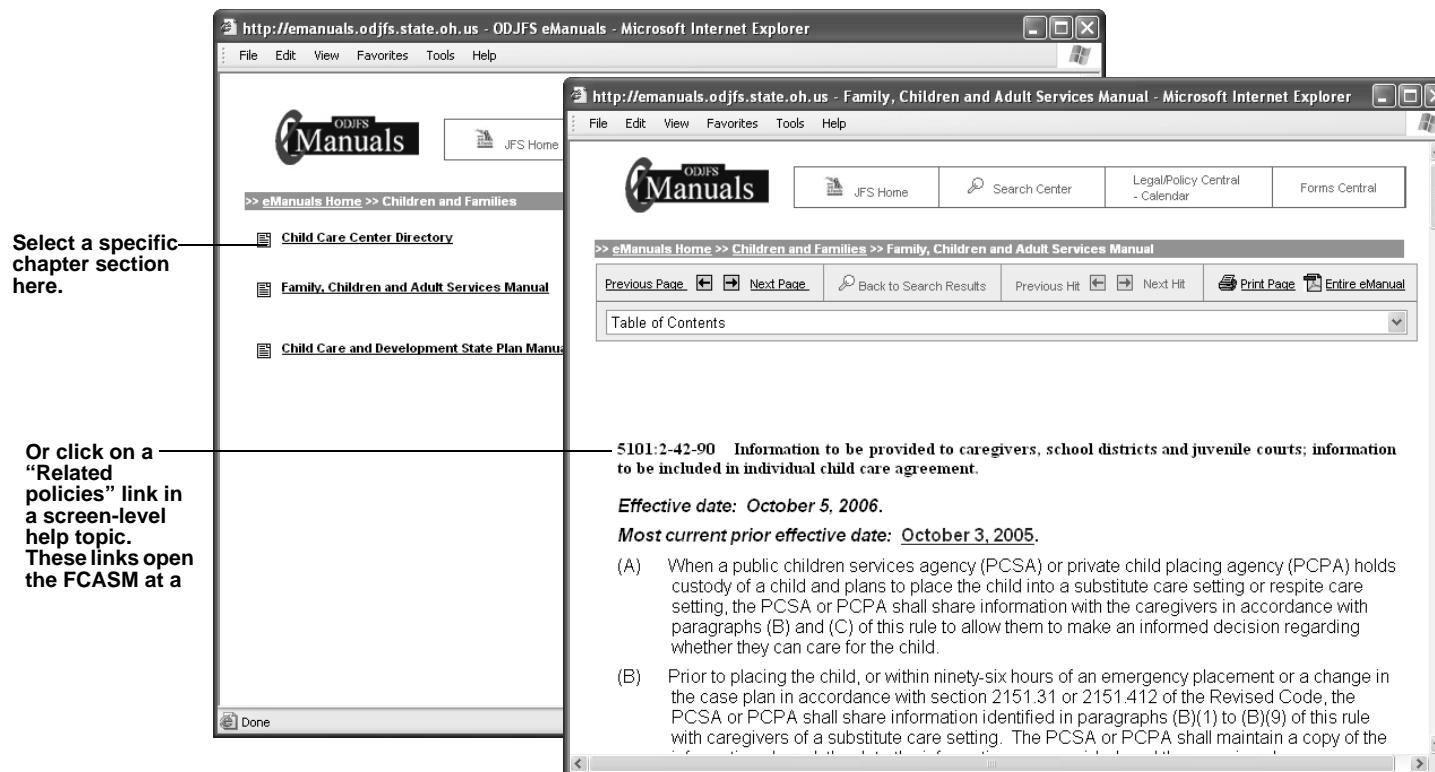 http://emanuals.odjfs.state.oh.us - ODJFS eManuals - Microsoft Internet Explorer
File Edit View Favorites Tools Help
ODJFS
eManuals
JFS Home
>> eManuals Home >> Children and Families
Child Care Center Directory
Family, Children and Adult Services Manual
Child Care and Development State Plan Manua
Done
Select a specific
chapter section
here.
Or click on a
“Related
policies” link in
a screen-level
help topic.
These links open
the FCASM at a
http://emanuals.odjfs.state.oh.us - Family, Children and Adult Services Manual - Microsoft Internet Explorer
File Edit View Favorites Tools Help
ODJFS
eManuals
JFS Home
Search Center
Legal/Policy Central
- Calendar
Forms Central
>> eManuals Home >> Children and Families >> Family, Children and Adult Services Manual
Previous Page Next Page Back to Search Results Previous Hit Next Hit Print Page Entire eManual
Table of Contents
5101:2-42-90 Information to be provided to caregivers, school districts and juvenile courts; information
to be included in individual child care agreement.
Effective date: October 5, 2006.
Most current prior effective date: October 3, 2005.
(A) When a public children services agency (PCSA) or private child placing agency (PCPA) holds
custody of a child and plans to place the child into a substitute care setting or respite care
setting, the PCSA or PCPA shall share information with the caregivers in accordance with
paragraphs (B) and (C) of this rule to allow them to make an informed decision regarding
whether they can care for the child.
(B) Prior to placing the child, or within ninety-six hours of an emergency placement or a change in
the case plan in accordance with section 2151.31 or 2151.412 of the Revised Code, the
PCSA or PCPA shall share information identified in paragraphs (B)(1) to (B)(9) of this rule
with caregivers of a substitute care setting. The PCSA or PCPA shall maintain a copy of the